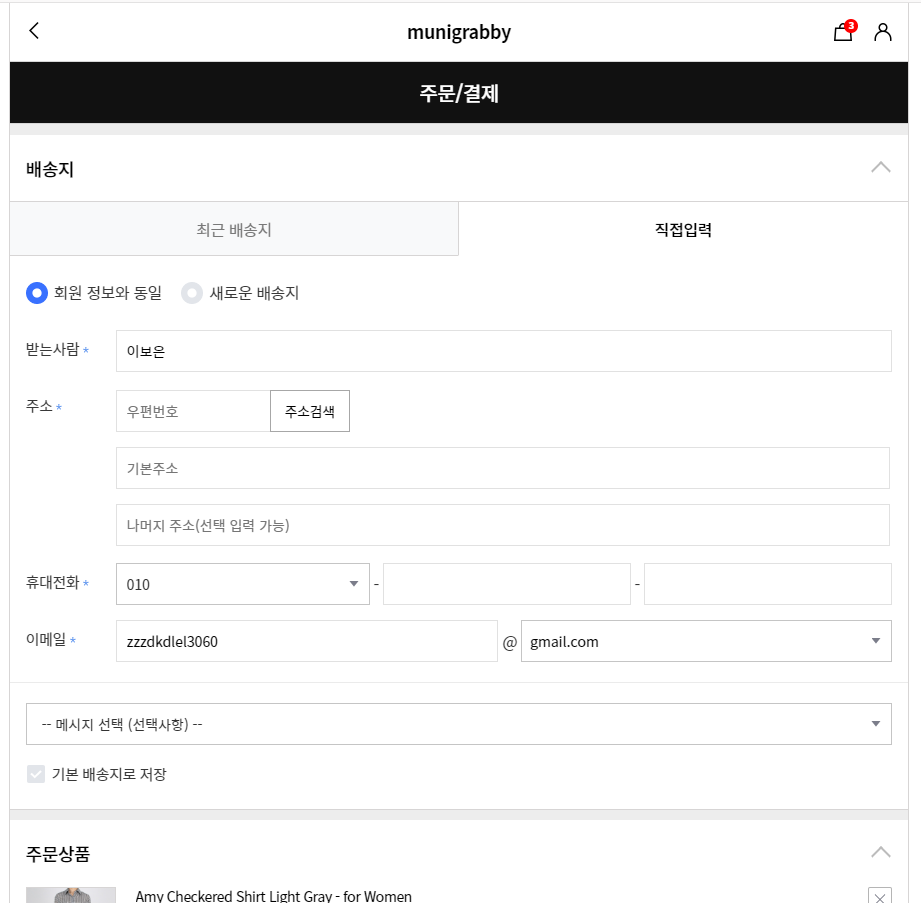 munigrabby
3
주문/결제
배송지
최근 배송지 직접입력
회원 정보와 동일 새로운 배송지
받는사람 * 이보은
주소 * 우편번호 주소검색
기본주소
나머지 주소(선택 입력 가능)
휴대전화 * 010 - -
이메일 * zzzdkdlel3060 @ gmail.com
-- 메시지 선택 (선택사항) --
기본 배송지로 저장
주문상품
Amy Checkered Shirt Light Gray - for Women